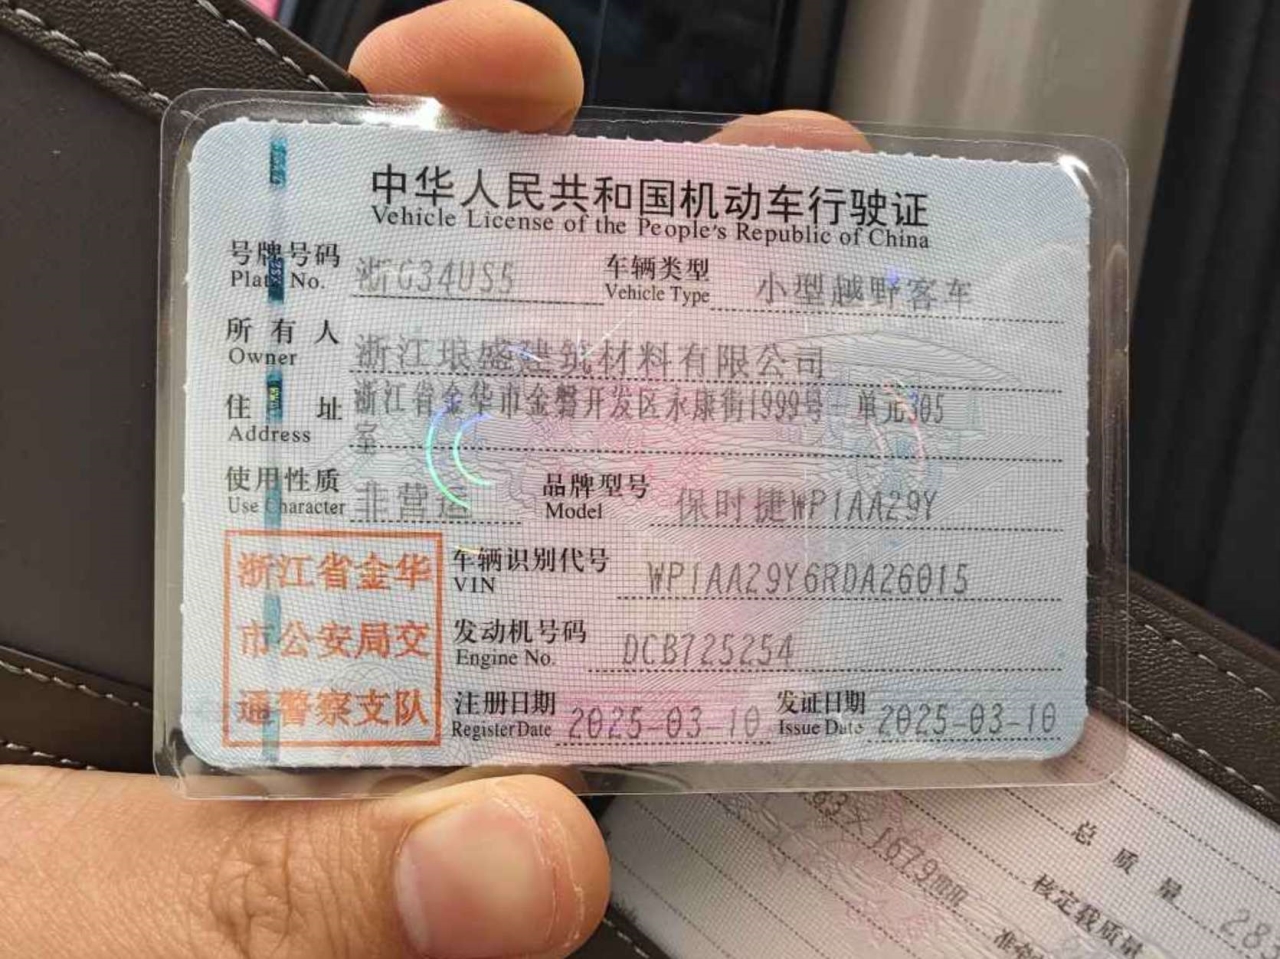 中华人民共和国机动车行驶证
Vehicle License of the People's Republic of China
号牌号码 浙G34US5 车辆类型 小型越野客车
Plate No. Vehicle Type
所有人 浙江琅盛建筑材料有限公司
Owner
住址 浙江省金华市金磐开发区永康街1999号 单元305
Address 室
使用性质 非营运 品牌型号 保时捷WP1AA29Y
Use Character Model
浙江省金华
市公安局交
通警察支队
车辆识别代号 WP1AA29Y6RDA26015
VIN
发动机号码 DCB725254
Engine No.
注册日期 2025-03-10 发证日期 2025-03-10
Register Date Issue Date
83×1679mm
总质量
核定载质量